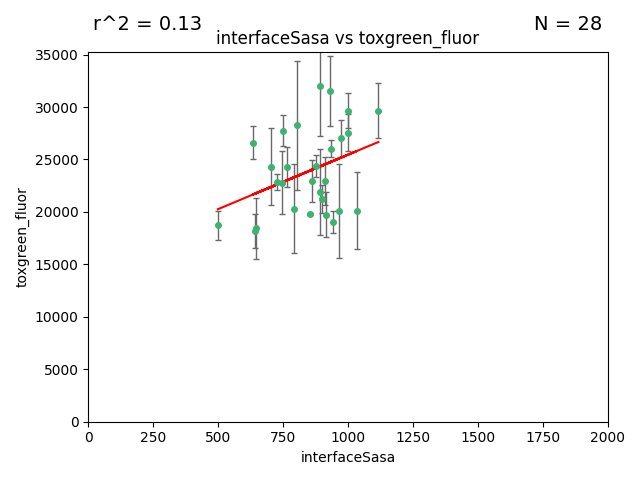 r^2 = 0.13
N = 28
interfaceSasa vs toxgreen_fluor
35000
30000
25000
20000
15000
10000
5000
0
toxgreen_fluor
0 250 500 750 1000 1250 1500 1750 2000
interfaceSasa